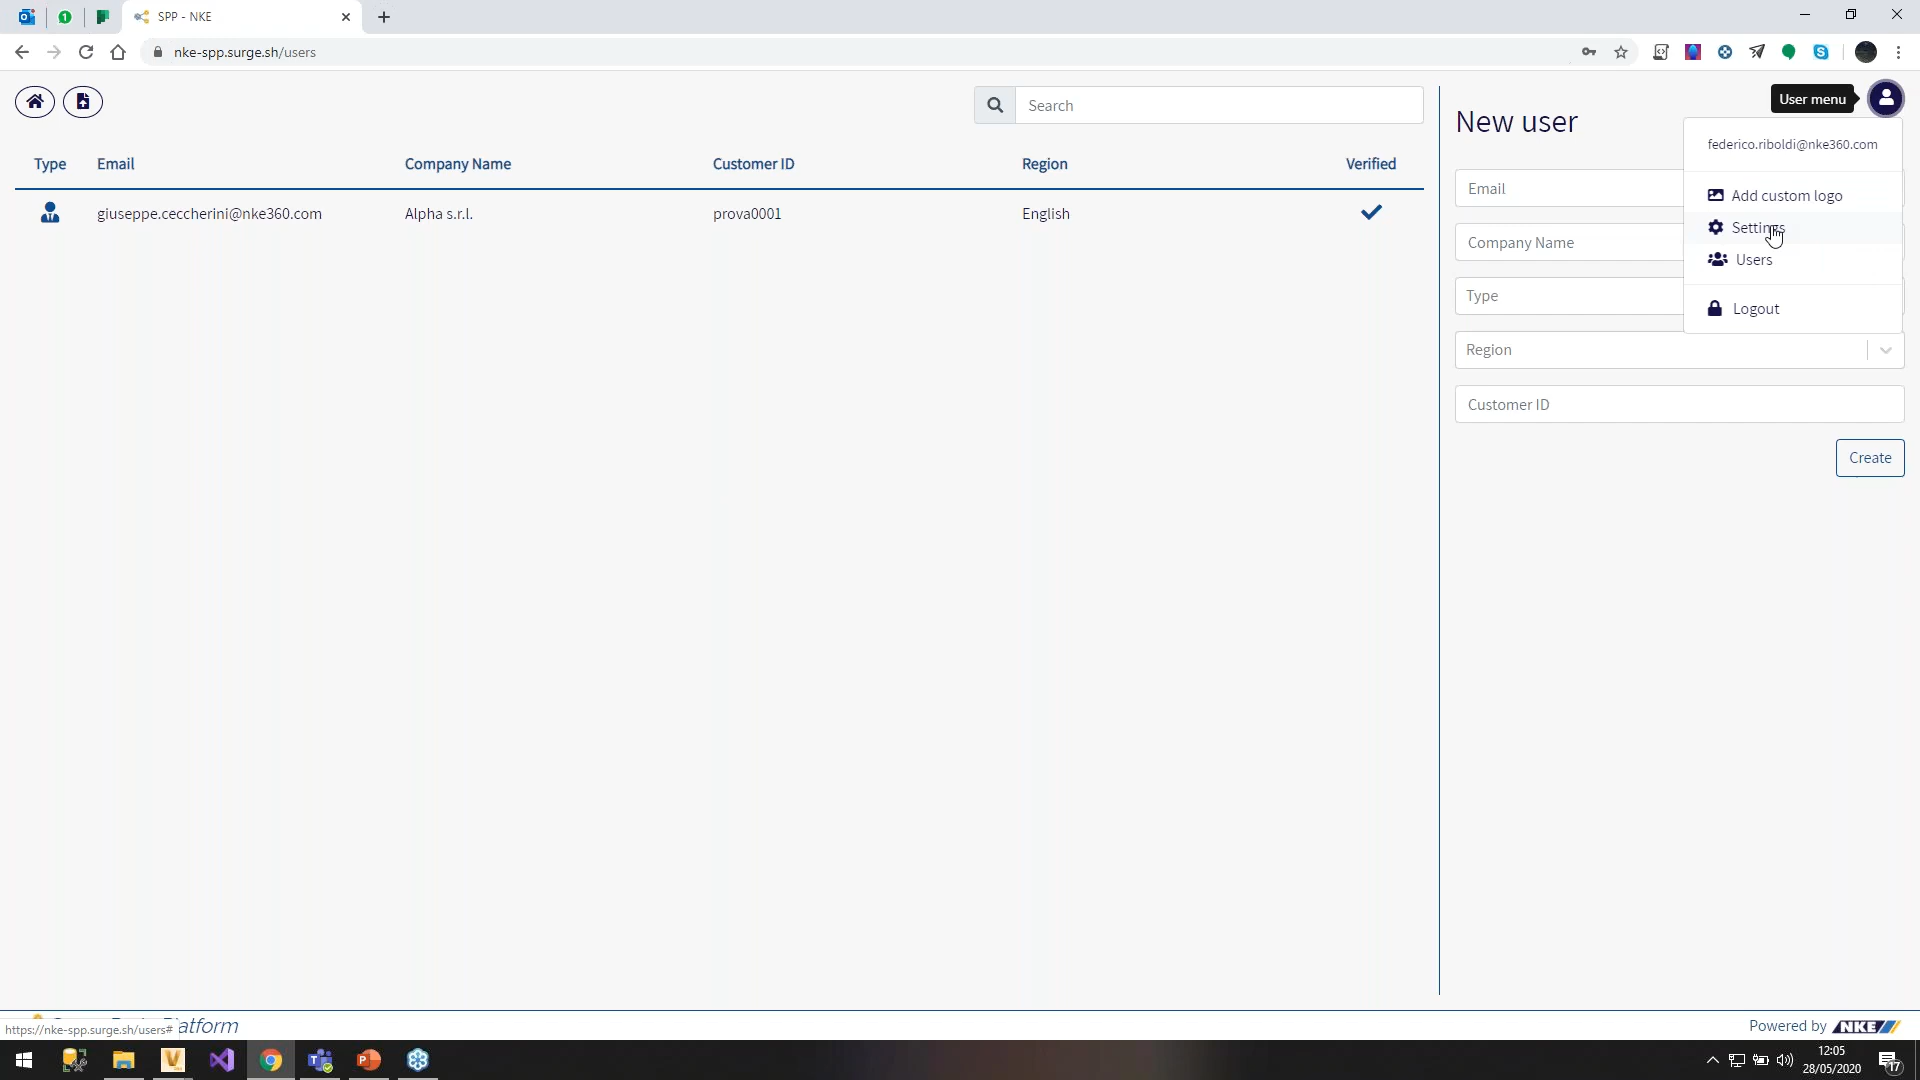 SPP - NKE
nke-spp.surge.sh/users
Search
User menu
New user
federico.riboldi@nke360.com
Type Email Company Name Customer ID Region Verified
Email
Add custom logo
giuseppe.ceccherini@nke360.com Alpha s.r.l. prova0001 English
Settings
Company Name
Users
Type
Logout
Region
Customer ID
Create
https://nke-spp.surge.sh/users#
Platform
Powered by NKE
12:05
28/05/2020
17